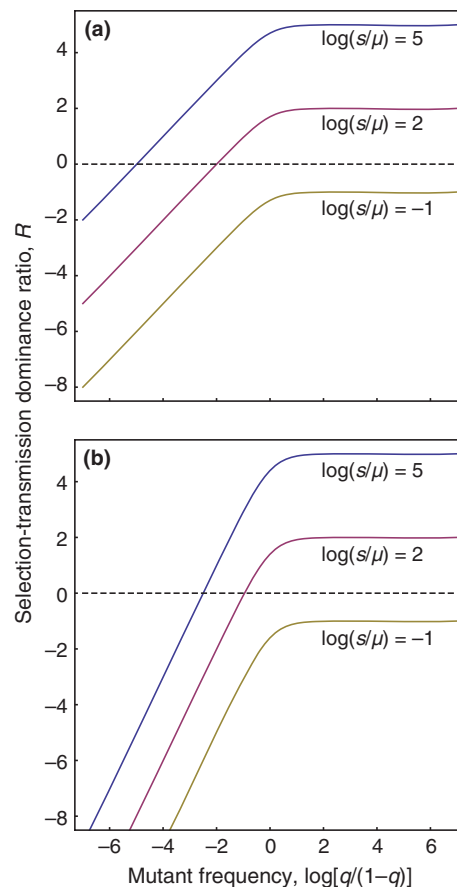 Selection-transmission dominance ratio, R
(a)
4
2
0
−2
−4
−6
−8
log(s/μ) = 5
log(s/μ) = 2
log(s/μ) = −1
(b)
4
2
0
−2
−4
−6
−8
log(s/μ) = 5
log(s/μ) = 2
log(s/μ) = −1
−6 −4 −2 0 2 4 6
Mutant frequency, log[q/(1−q)]